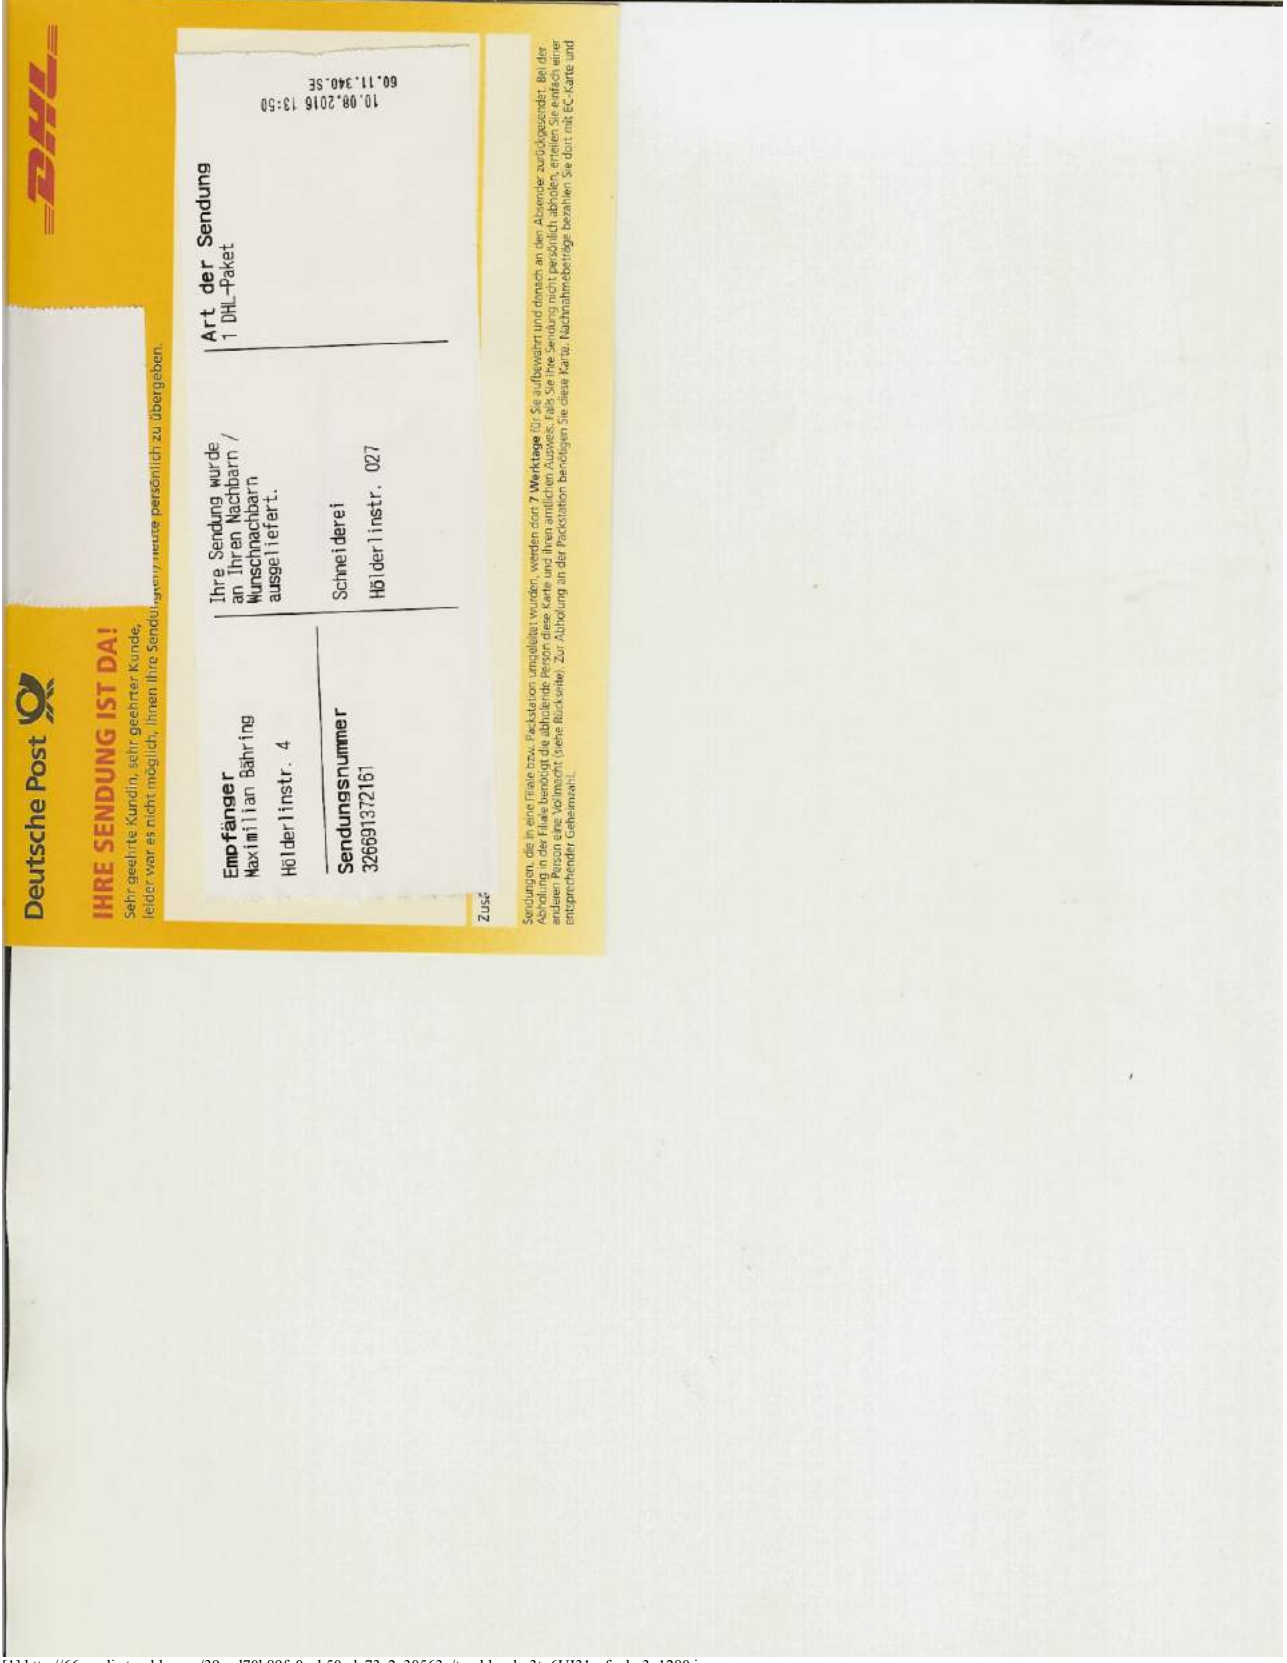 Deutsche Post
DHL
IHRE SENDUNG IST DA!
Sehr geehrte Kundin, sehr geehrter Kunde,
leider war es nicht möglich, Ihnen Ihre Sendung(en) heute persönlich zu übergeben.
Empfänger
Maximilian Bähring
Hölderlinstr. 4
Sendungsnummer
326691372161
Ihre Sendung wurde
an Ihren Nachbarn /
Wunschnachbarn
ausgeliefert.
Schneiderei
Hölderlinstr. 027
Art der Sendung
1 DHL-Paket
10.08.2016 13:50
60.11.340.SE
Zusä
Sendungen, die in eine Filiale bzw. Packstation umgeleitet wurden, werden dort 7 Werktage für Sie aufbewahrt und danach an den Absender zurückgesendet. Bei der
Abholung in der Filiale benötigt die abholende Person diese Karte und ihren amtlichen Ausweis. Falls Sie Ihre Sendung nicht persönlich abholen, erteilen Sie einfach einer
anderen Person eine Vollmacht (siehe Rückseite). Zur Abholung an der Packstation benötigen Sie diese Karte. Nachnahmebeträge bezahlen Sie dort mit EC-Karte und
entsprechender Geheimzahl.